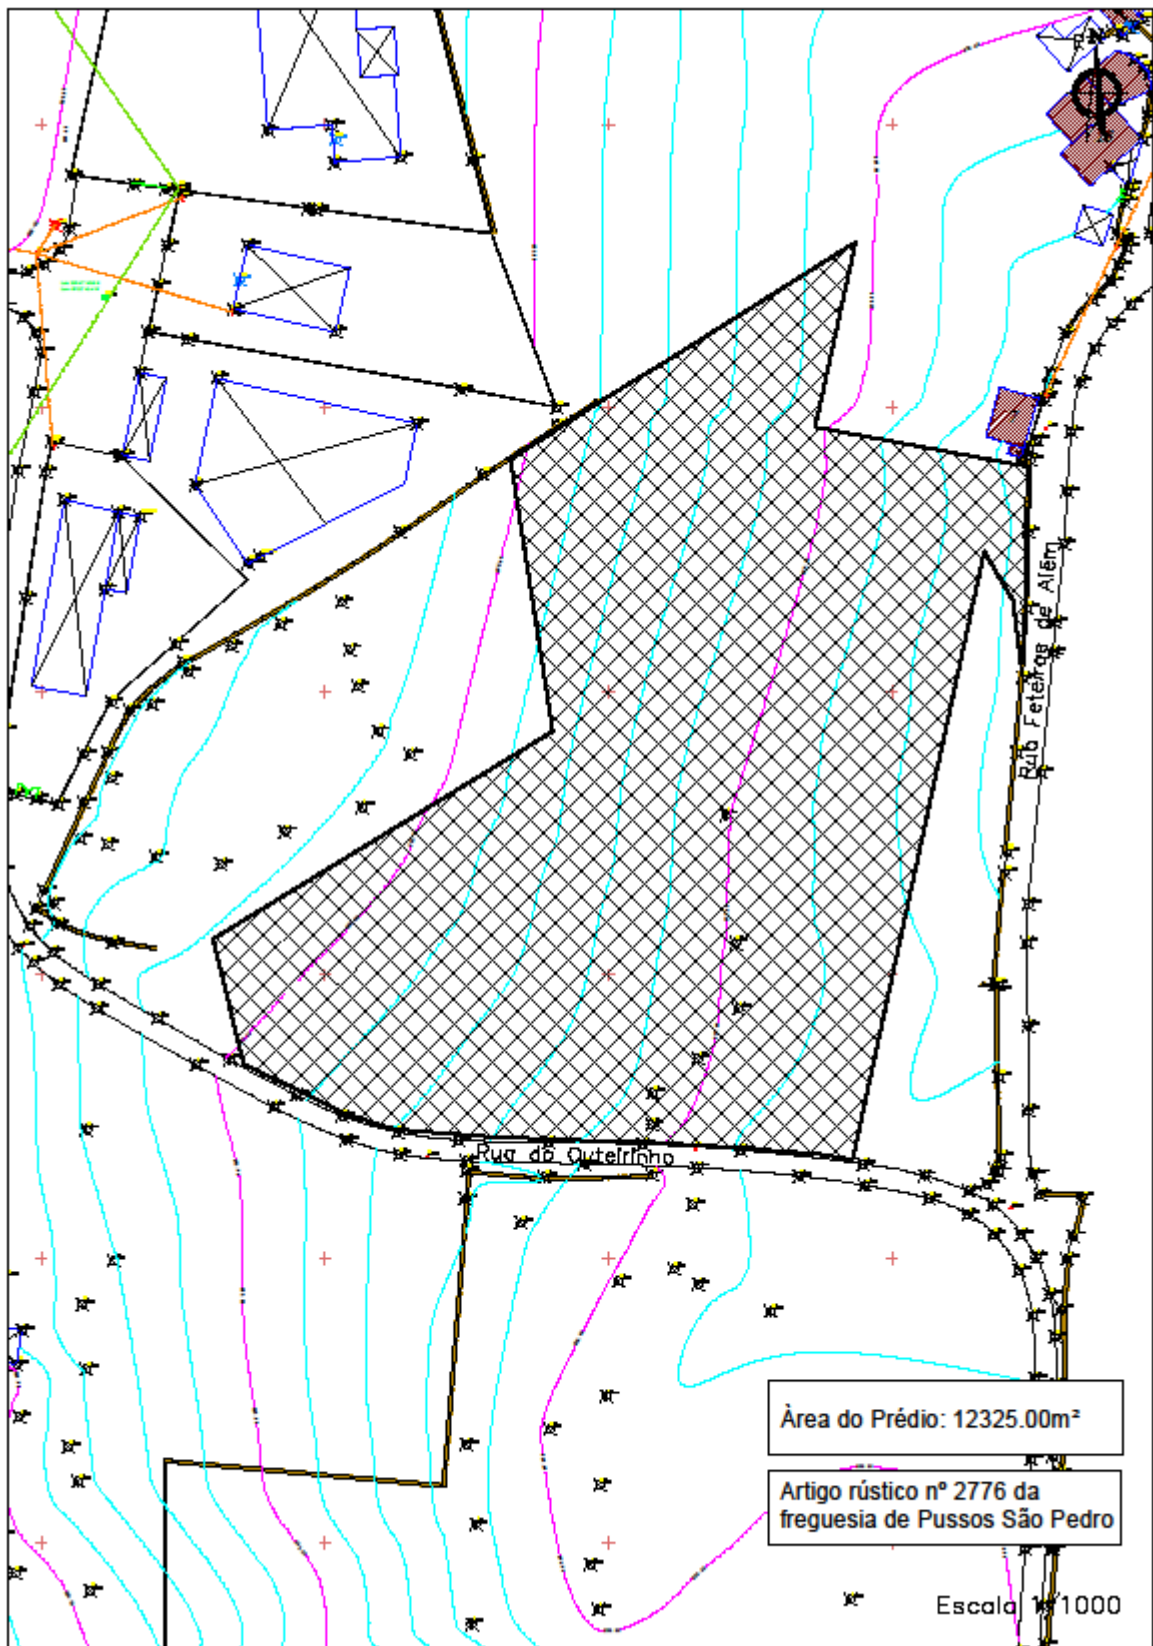 N
Rua Feteiras de Além
Rua do Outeirinho
Àrea do Prédio: 12325.00m²
Artigo rústico nº 2776 da
freguesia de Pussos São Pedro
Escala 1:1000